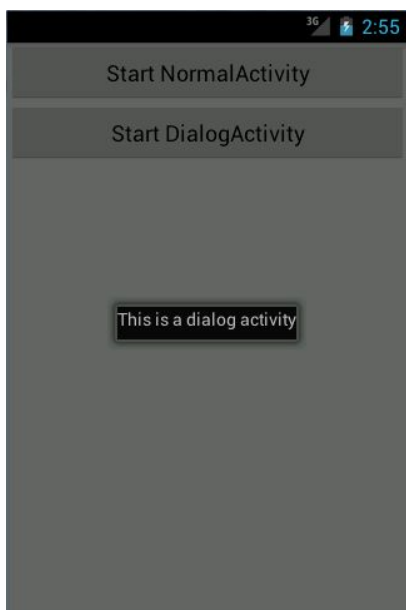 3G 2:55
Start NormalActivity
Start DialogActivity
This is a dialog activity